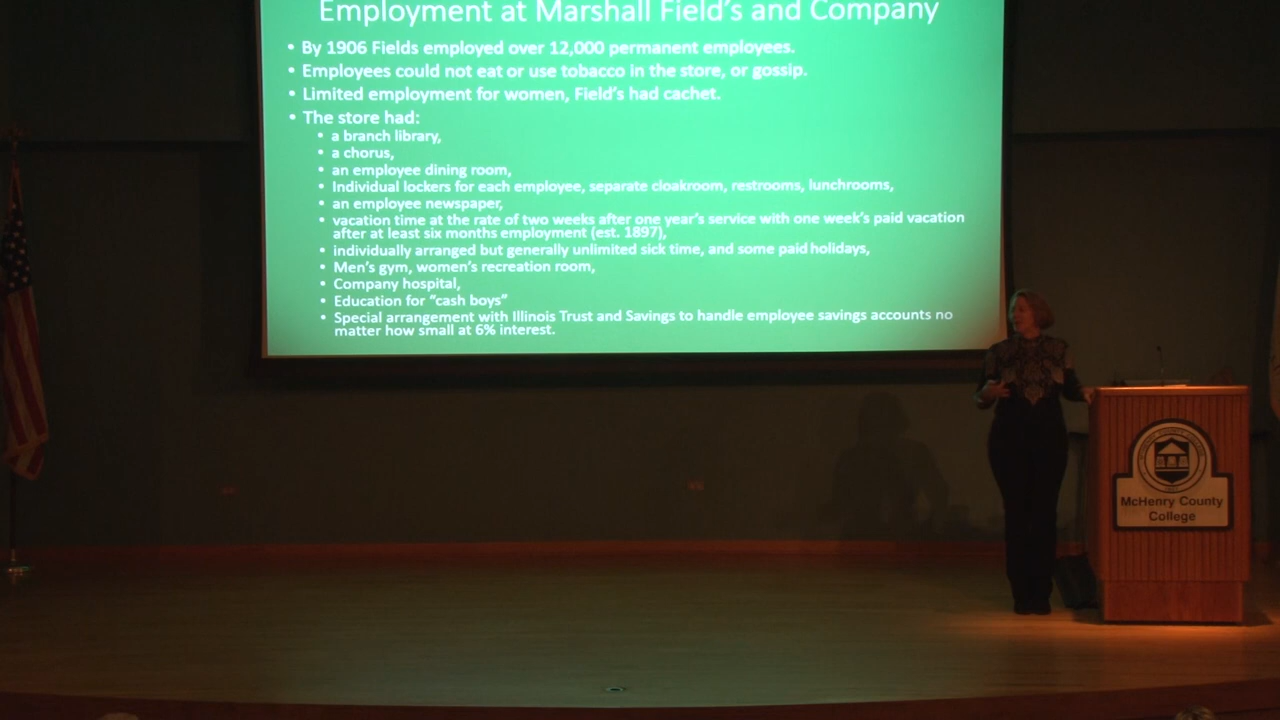 Employment at Marshall Field's and Company
• By 1906 Fields employed over 12,000 permanent employees.
• Employees could not eat or use tobacco in the store, or gossip.
• Limited employment for women, Field's had cachet.
• The store had:
• a branch library,
• a chorus,
• an employee dining room,
• Individual lockers for each employee, separate cloakroom, restrooms, lunchrooms,
• an employee newspaper,
• vacation time at the rate of two weeks after one year's service with one week's paid vacation
after at least six months employment (est. 1897),
• individually arranged but generally unlimited sick time, and some paid holidays,
• Men's gym, women's recreation room,
• Company hospital,
• Education for "cash boys"
• Special arrangement with Illinois Trust and Savings to handle employee savings accounts no
matter how small at 6% interest.
McHenry County
College